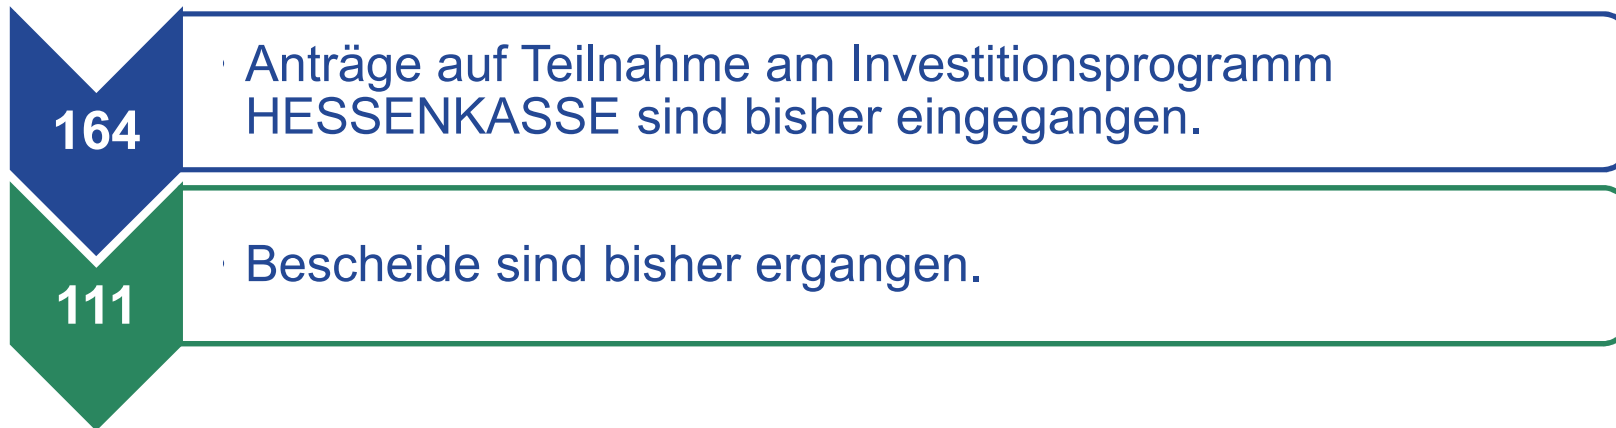 164
Anträge auf Teilnahme am Investitionsprogramm
HESSENKASSE sind bisher eingegangen.
111
Bescheide sind bisher ergangen.